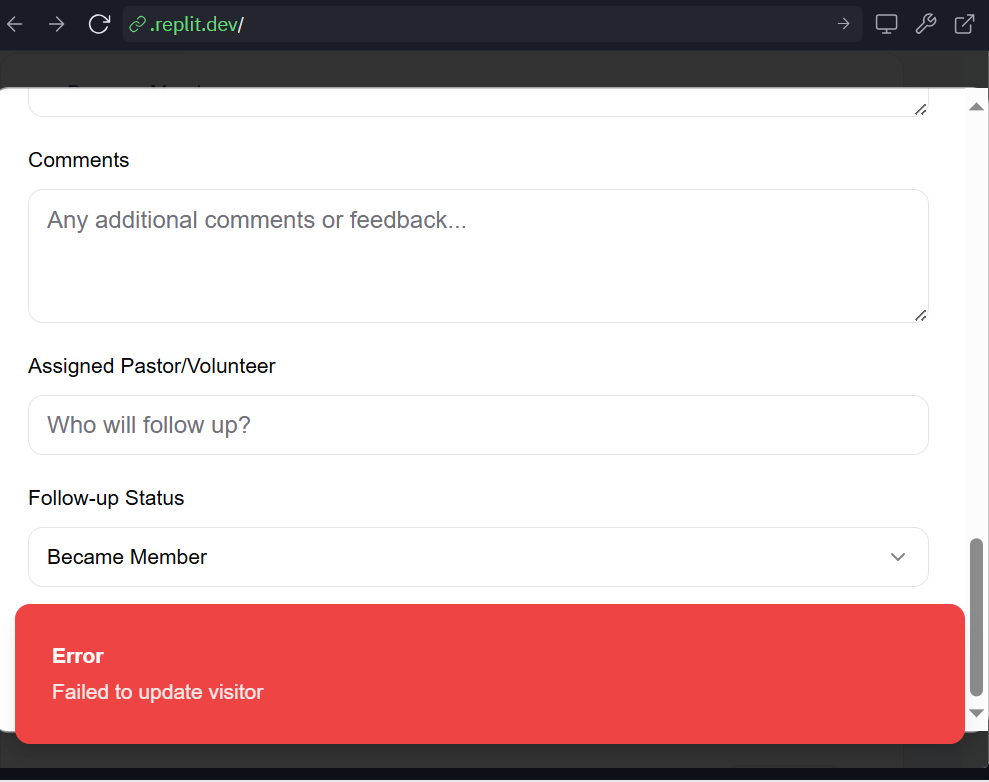 .replit.dev/
Comments
Any additional comments or feedback...
Assigned Pastor/Volunteer
Who will follow up?
Follow-up Status
Became Member
Error
Failed to update visitor